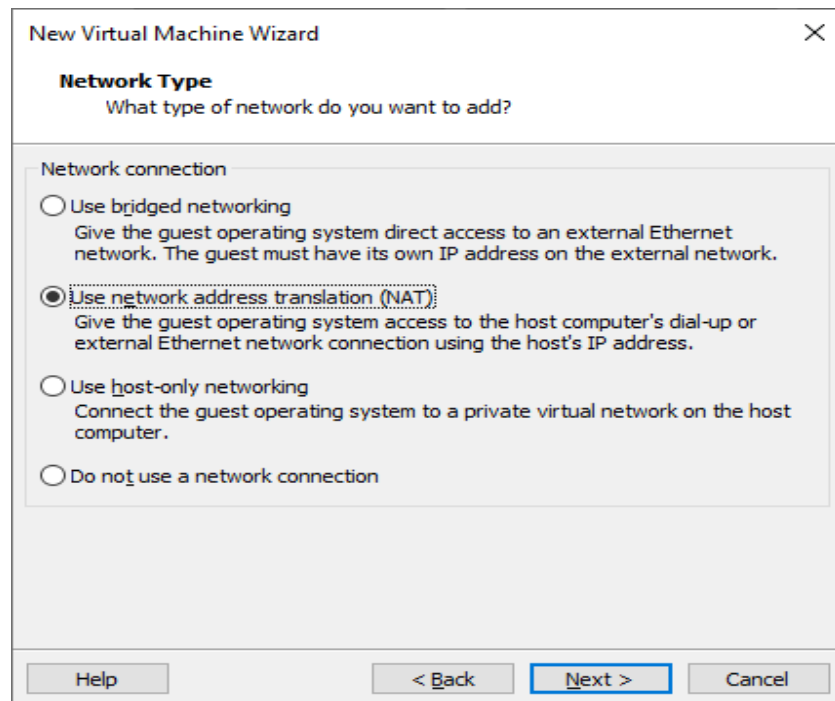 New Virtual Machine Wizard
Network Type
What type of network do you want to add?
Network connection
Use bridged networking
Give the guest operating system direct access to an external Ethernet
network. The guest must have its own IP address on the external network.
Use network address translation (NAT)
Give the guest operating system access to the host computer's dial-up or
external Ethernet network connection using the host's IP address.
Use host-only networking
Connect the guest operating system to a private virtual network on the host
computer.
Do not use a network connection
Help < Back Next > Cancel